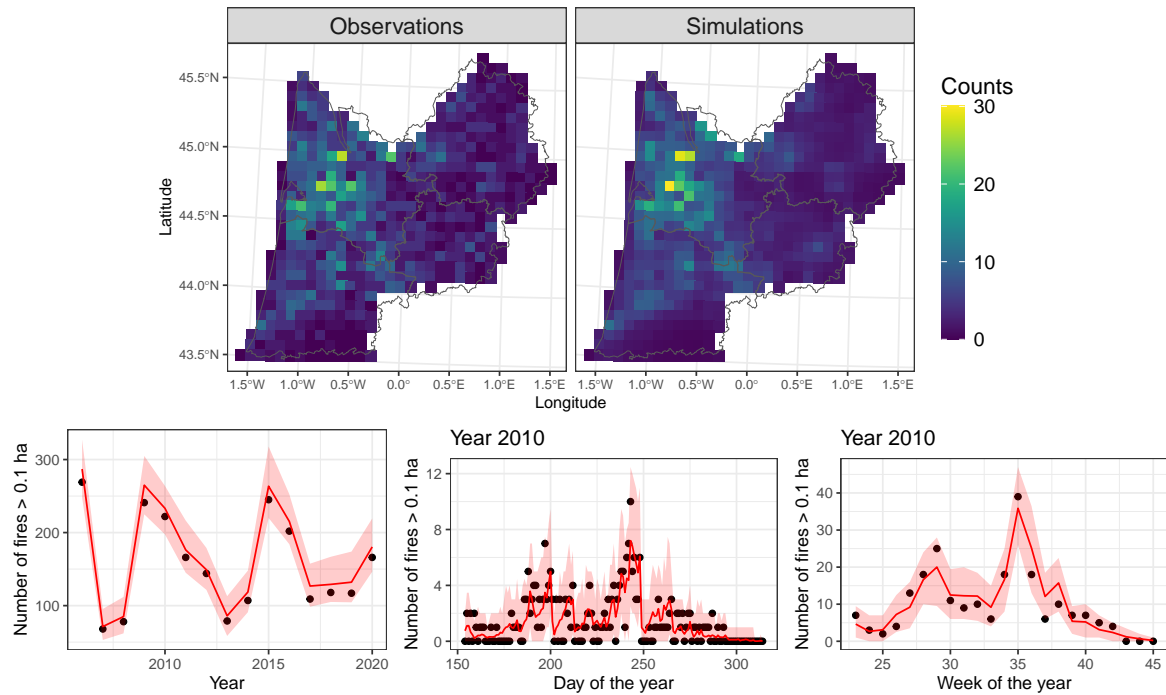 Observations
Simulations
45.5°N
45.0°N
44.5°N
44.0°N
43.5°N
Latitude
1.5°W 1.0°W 0.5°W 0.0° 0.5°E 1.0°E 1.5°E
1.5°W 1.0°W 0.5°W 0.0° 0.5°E 1.0°E 1.5°E
Longitude
Counts
30
20
10
0
Number of fires > 0.1 ha
300
200
100
2010 2015 2020
Year
Year 2010
Number of fires > 0.1 ha
12
8
4
0
150 200 250 300
Day of the year
Year 2010
Number of fires > 0.1 ha
40
30
20
10
0
25 30 35 40 45
Week of the year